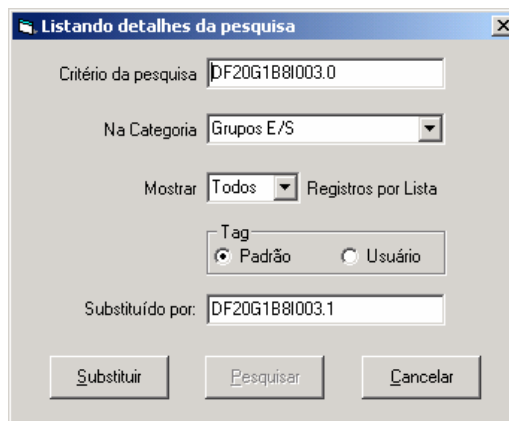 Listando detalhes da pesquisa
Critério da pesquisa DF20G1B8I003.0
Na Categoria Grupos E/S
Mostrar Todos Registros por Lista
Tag
Padrão Usuário
Substituído por: DF20G1B8I003.1
Substituir Pesquisar Cancelar